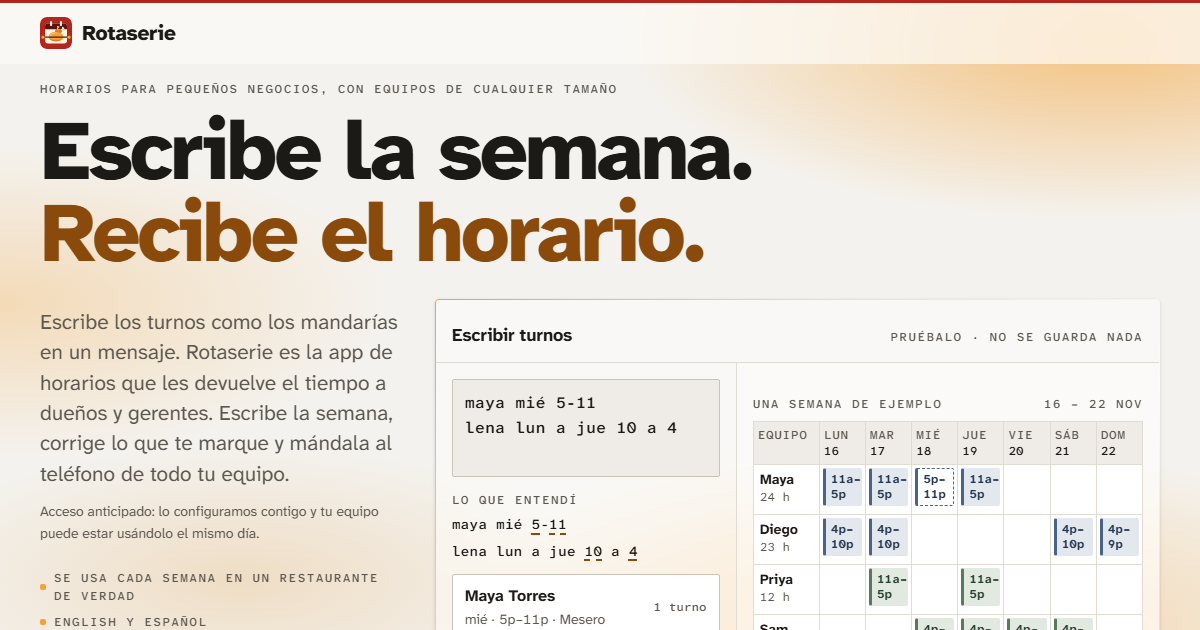 Rotaserie
HORARIOS PARA PEQUEÑOS NEGOCIOS, CON EQUIPOS DE CUALQUIER TAMAÑO
Escribe la semana.
Recibe el horario.
Escribe los turnos como los mandarías
en un mensaje. Rotaserie es la app de
horarios que les devuelve el tiempo a
dueños y gerentes. Escribe la semana,
corrige lo que te marque y mándala al
teléfono de todo tu equipo.
Acceso anticipado: lo configuramos contigo y tu equipo
puede estar usándolo el mismo día.
SE USA CADA SEMANA EN UN RESTAURANTE
DE VERDAD
ENGLISH Y ESPAÑOL
Escribir turnos
PRUÉBALO · NO SE GUARDA NADA
maya mié 5-11
lena lun a jue 10 a 4
LO QUE ENTENDÍ
maya mié 5-11
lena lun a jue 10 a 4
Maya Torres
mié · 5p–11p · Mesero
1 turno
UNA SEMANA DE EJEMPLO
16 – 22 NOV
EQUIPO LUN MAR MIÉ JUE VIE SÁB DOM
16 17 18 19 20 21 22
Maya 11a– 11a– 5p– 11a–
24 h 5p 5p 11p 5p
Diego 4p– 4p– 4p– 4p–
23 h 10p 10p 10p 9p
Priya 11a– 11a–
12 h 5p 5p
Sam 4p– 4p– 4p– 4p–